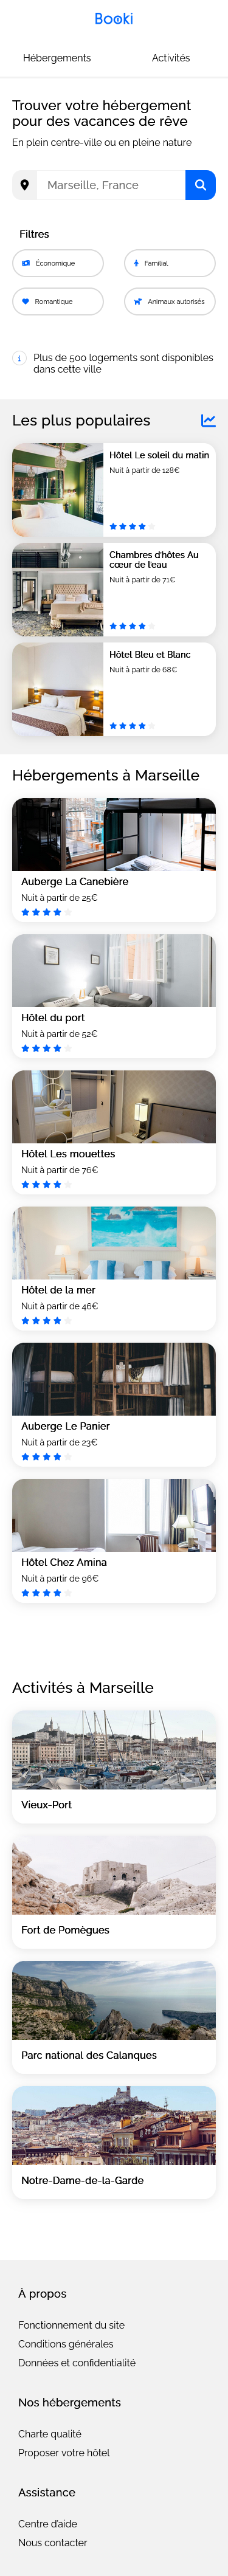 Booki
Hébergements
Activités
Trouver votre hébergement
pour des vacances de rêve
En plein centre-ville ou en pleine nature
Marseille, France
Filtres
Économique
Familial
Romantique
Animaux autorisés
Plus de 500 logements sont disponibles
dans cette ville
Les plus populaires
Hôtel Le soleil du matin
Nuit à partir de 128€
Chambres d'hôtes Au
cœur de l'eau
Nuit à partir de 71€
Hôtel Bleu et Blanc
Nuit à partir de 68€
Hébergements à Marseille
Auberge La Canebière
Nuit à partir de 25€
Hôtel du port
Nuit à partir de 52€
Hôtel Les mouettes
Nuit à partir de 76€
Hôtel de la mer
Nuit à partir de 46€
Auberge Le Panier
Nuit à partir de 23€
Hôtel Chez Amina
Nuit à partir de 96€
Activités à Marseille
Vieux-Port
Fort de Pomègues
Parc national des Calanques
Notre-Dame-de-la-Garde
À propos
Fonctionnement du site
Conditions générales
Données et confidentialité
Nos hébergements
Charte qualité
Proposer votre hôtel
Assistance
Centre d'aide
Nous contacter